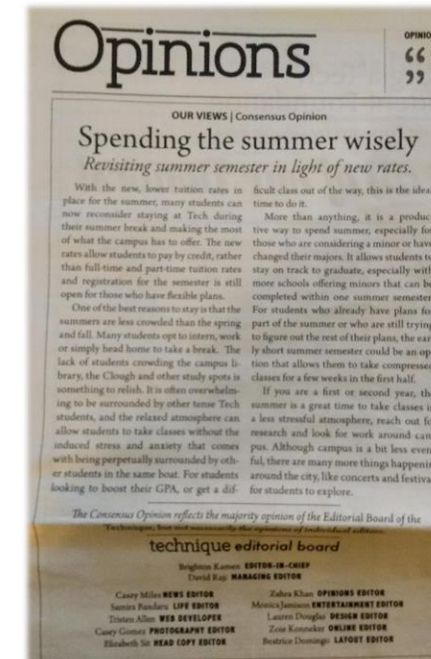 Opinions
OPINIO
“
”
OUR VIEWS | Consensus Opinion
Spending the summer wisely
Revisiting summer semester in light of new rates.
With the new, lower tuition rates in
place for the summer, many students can
now reconsider staying at Tech during
their summer break and making the most
of what the campus has to offer. The new
rates allow students to pay by credit, rather
than full-time and part-time tuition rates
and registration for the semester is still
open for those who have flexible plans.
One of the best reasons to stay is that the
summers are less crowded than the spring
and fall. Many students opt to intern, work
or simply head home to take a break. The
lack of students crowding the campus li-
brary, the Clough and other study spots is
something to relish. It is often overwhelm-
ing to be surrounded by other tense Tech
students, and the relaxed atmosphere can
allow students to take classes without the
induced stress and anxiety that comes
with being perpetually surrounded by oth-
er students in the same boat. For students
looking to boost their GPA, or get a dif-
ficult class out of the way, this is the idea
time to do it.
More than anything, it is a produc
tive way to spend summer, especially fo
those who are considering a minor or have
changed their majors. It allows students to
stay on track to graduate, especially with
more schools offering minors that can be
completed within one summer semester
For students who already have plans fo
part of the summer or who are still trying
to figure out the rest of their plans, the ear
ly short summer semester could be an op
tion that allows them to take compresse
classes for a few weeks in the first half.
If you are a first or second year, th
summer is a great time to take classes i
a less stressful atmosphere, reach out fo
research and look for work around cam
pus. Although campus is a bit less even
ful, there are many more things happenin
around the city, like concerts and festiva
for students to explore.
The Consensus Opinion reflects the majority opinion of the Editorial Board of the
Technique, but not necessarily the opinions of individual editors.
technique editorial board
Brighton Kamen EDITOR-IN-CHIEF
David Raji MANAGING EDITOR
Casey Miles NEWS EDITOR
Samira Bandaru LIFE EDITOR
Tristen Allen WEB DEVELOPER
Casey Gomez PHOTOGRAPHY EDITOR
Elizabeth Sit HEAD COPY EDITOR
Zahra Khan OPINIONS EDITOR
Monica Jamison ENTERTAINMENT EDITOR
Lauren Douglas DESIGN EDITOR
Zoie Konneker ONLINE EDITOR
Beatrice Domingo LAYOUT EDITOR